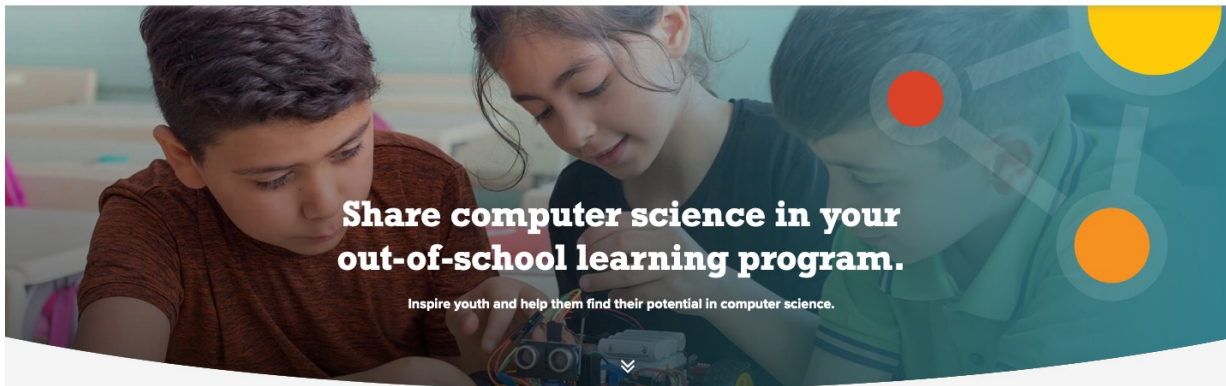 Share computer science in your
out-of-school learning program.
Inspire youth and help them find their potential in computer science.